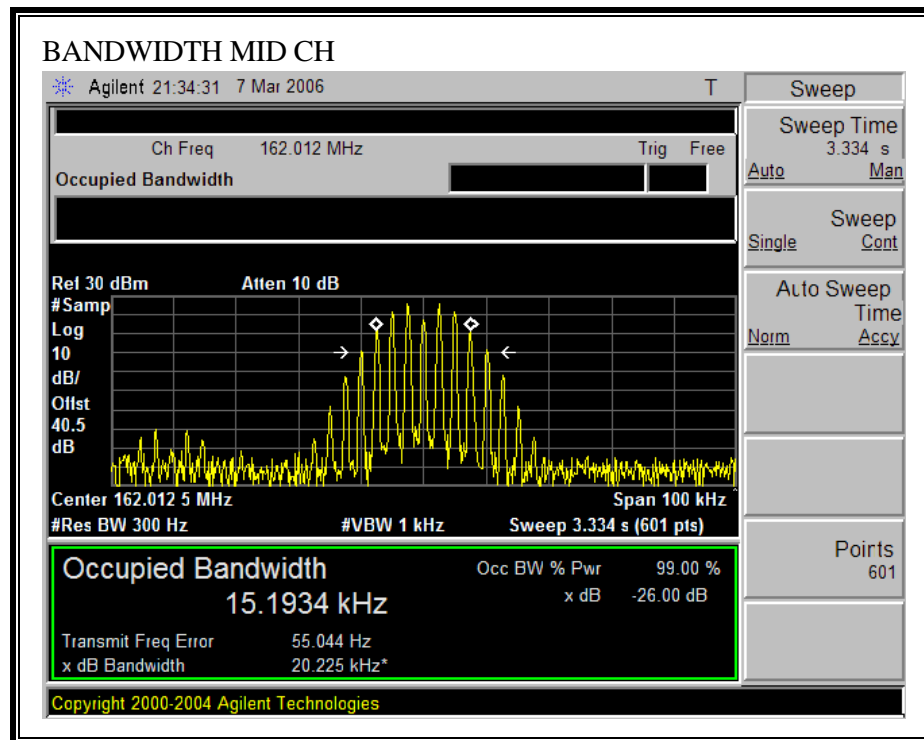 BANDWIDTH MID CH
Agilent 21:34:31 7 Mar 2006 T
Sweep
Ch Freq 162.012 MHz Trig Free
Occupied Bandwidth
Sweep Time
3.334 s
Auto Man
Sweep
Single Cont
Auto Sweep
Time
Norm Accy
Ref 30 dBm Atten 10 dB
#Samp
Log
10
dB/
Offst
40.5
dB
Center 162.012 5 MHz Span 100 kHz
#Res BW 300 Hz #VBW 1 kHz Sweep 3.334 s (601 pts)
Points
601
Occupied Bandwidth
15.1934 kHz
Occ BW % Pwr 99.00 %
x dB -26.00 dB
Transmit Freq Error 55.044 Hz
x dB Bandwidth 20.225 kHz*
Copyright 2000-2004 Agilent Technologies